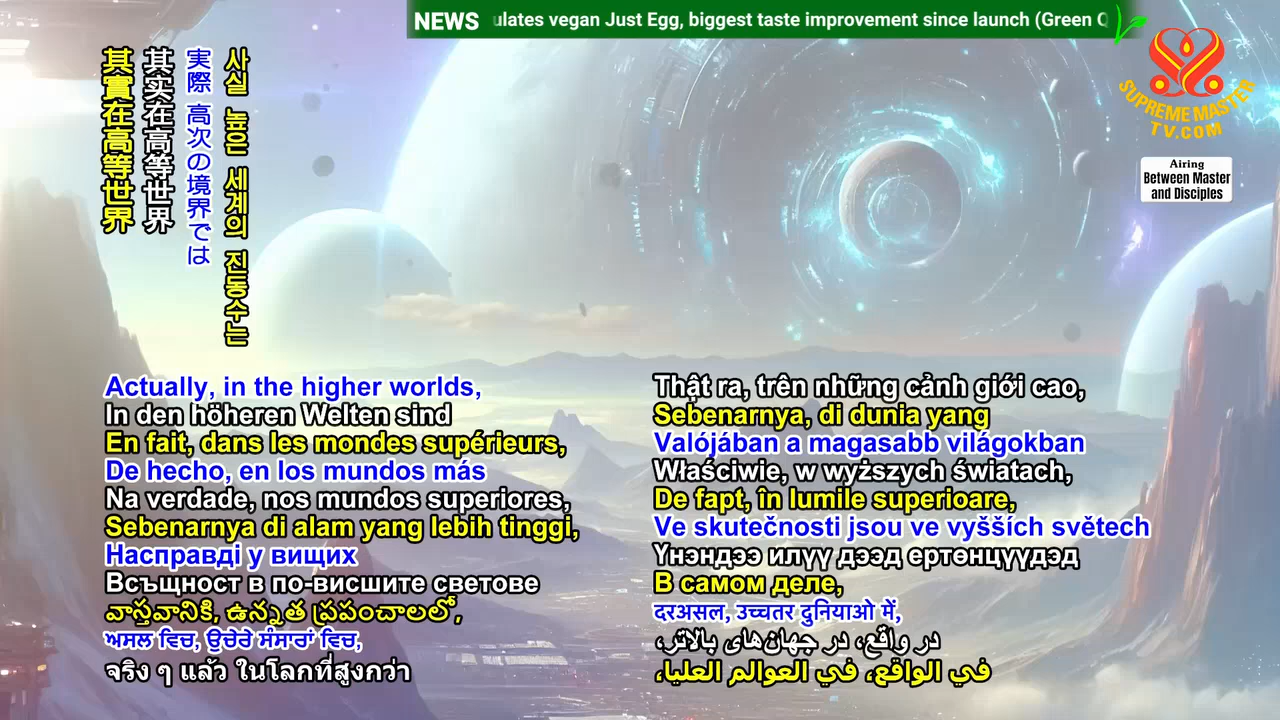 NEWS ulates vegan Just Egg, biggest taste improvement since launch (Green Q
SUPREME MASTER
TV.COM
Airing
Between Master
and Disciples
사실 높은 세계의 진동수는
実際 高次の境界では
其实在高等世界
其實在高等世界
Actually, in the higher worlds,
In den höheren Welten sind
En fait, dans les mondes supérieurs,
De hecho, en los mundos más
Na verdade, nos mundos superiores,
Sebenarnya di alam yang lebih tinggi,
Насправді у вищих
Всъщност в по-висшите светове
వాస్తవానికి, ఉన్నత ప్రపంచాలలో,
ਅਸਲ ਵਿਚ, ਉਚੇਰੇ ਸੰਸਾਰਾਂ ਵਿਚ,
จริง ๆ แล้ว ในโลกที่สูงกว่า
Thật ra, trên những cảnh giới cao,
Sebenarnya, di dunia yang
Valójában a magasabb világokban
Właściwie, w wyższych światach,
De fapt, în lumile superioare,
Ve skutečnosti jsou ve vyšších světech
Үнэндээ илүү дээд ертөнцүүдэд
В самом деле,
दरअसल, उच्चतर दुनियाओ में,
در واقع، در جهان‌های بالاتر،
في الواقع، في العوالم العليا،